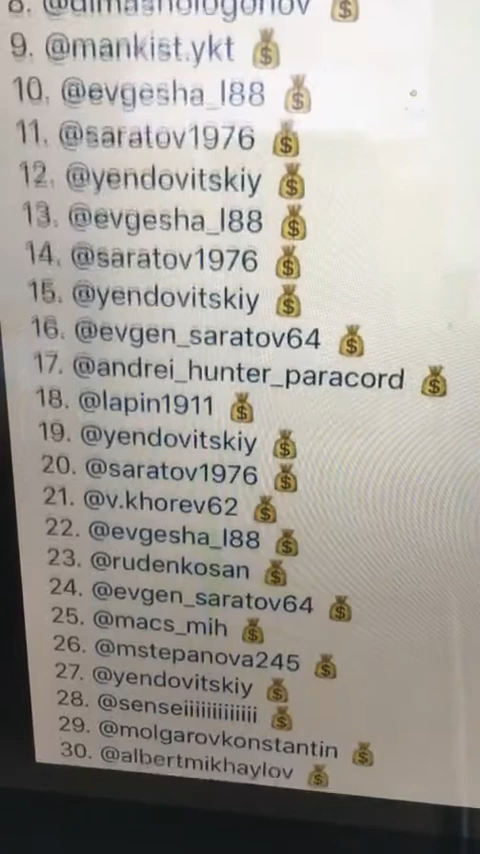 9. @mankist.ykt 💰
10. @evgesha_l88 💰
11. @saratov1976 💰
12. @yendovitskiy 💰
13. @evgesha_l88 💰
14. @saratov1976 💰
15. @yendovitskiy 💰
16. @evgen_saratov64 💰
17. @andrei_hunter_paracord 💰
18. @lapin1911 💰
19. @yendovitskiy 💰
20. @saratov1976 💰
21. @v.khorev62 💰
22. @evgesha_l88 💰
23. @rudenkosan 💰
24. @evgen_saratov64 💰
25. @macs_mih 💰
26. @mstepanova245 💰
27. @yendovitskiy 💰
28. @senseiiiiiiiiiiiiii 💰
29. @molgarovkonstantin 💰
30. @albertmikhaylov 💰